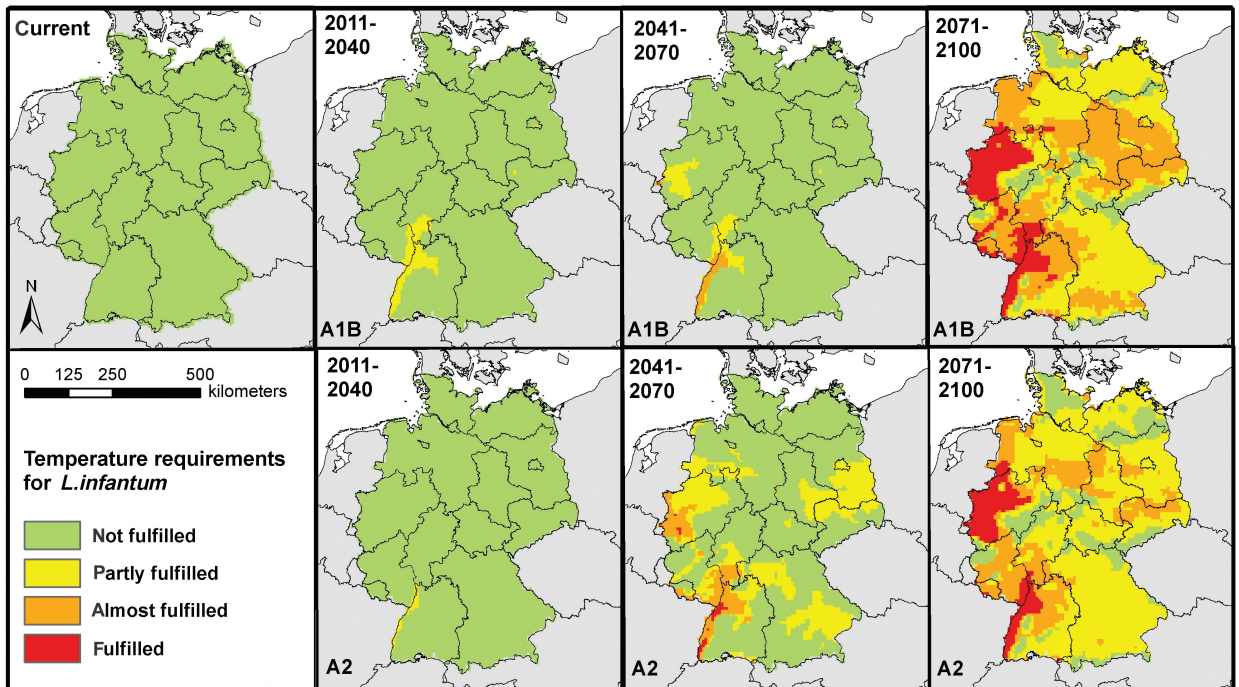 Current
2011-
2040
2041-
2070
2071-
2100
N
A1B
A1B
A1B
0 125 250 500
kilometers
Temperature requirements
for L.infantum
Not fulfilled
Partly fulfilled
Almost fulfilled
Fulfilled
2011-
2040
2041-
2070
2071-
2100
A2
A2
A2